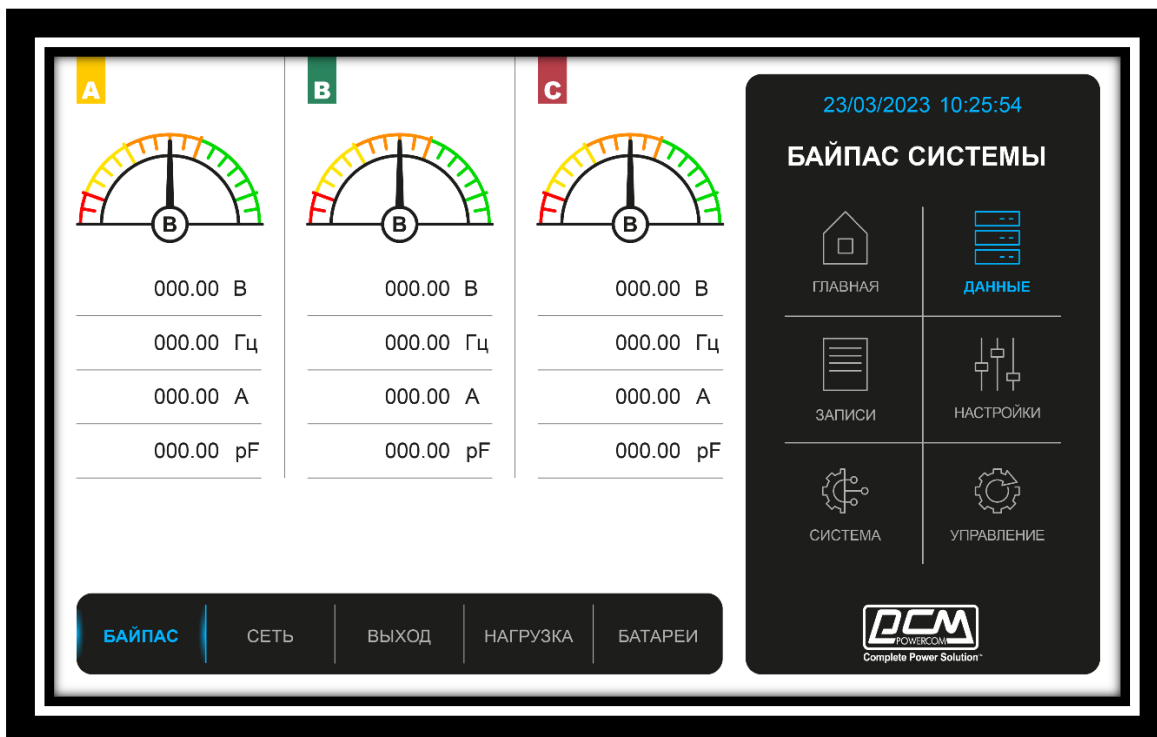 A
B
C
В
В
В
000.00 В
000.00 Гц
000.00 А
000.00 pF
000.00 В
000.00 Гц
000.00 А
000.00 pF
000.00 В
000.00 Гц
000.00 А
000.00 pF
БАЙПАС
СЕТЬ
ВЫХОД
НАГРУЗКА
БАТАРЕИ
23/03/2023 10:25:54
БАЙПАС СИСТЕМЫ
ГЛАВНАЯ
ДАННЫЕ
ЗАПИСИ
НАСТРОЙКИ
СИСТЕМА
УПРАВЛЕНИЕ
PCM
POWERCOM
Complete Power Solution™